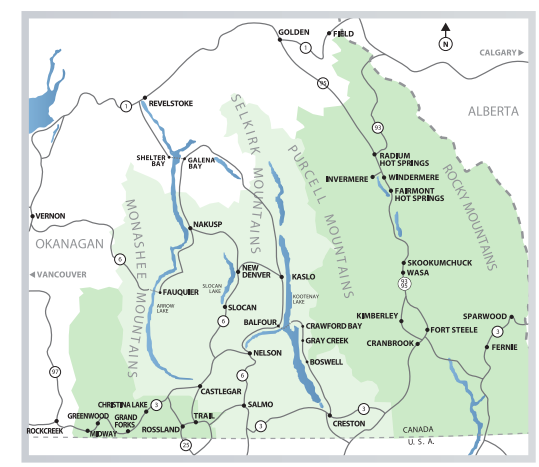 GOLDEN
FIELD
1
N
CALGARY
95
REVELSTOKE
1
ALBERTA
SELKIRK MOUNTAINS
93
SHELTER
BAY
GALENA
BAY
PURCELL MOUNTAINS
RADIUM
HOT SPRINGS
INVERMERE
WINDERMERE
FAIRMONT
HOT SPRINGS
ROCKY MOUNTAINS
MONASHEE MOUNTAINS
VERNON
NAKUSP
OKANAGAN
6
SKOOKUMCHUCK
WASA
VANCOUVER
NEW
DENVER
KASLO
93
95
SLOCAN
LAKE
FAUQUIER
ARROW
LAKE
KOOTENAY
LAKE
SLOCAN
6
BALFOUR
CRAWFORD BAY
KIMBERLEY
SPARWOOD
FORT STEELE
3
GRAY CREEK
CRANBROOK
FERNIE
NELSON
BOSWELL
97
6
CASTLEGAR
CHRISTINA LAKE
3
SALMO
3
GREENWOOD
GRAND
FORKS
TRAIL
CRESTON
ROCKCREEK
MIDWAY
ROSSLAND
3
CANADA
25
U. S. A.